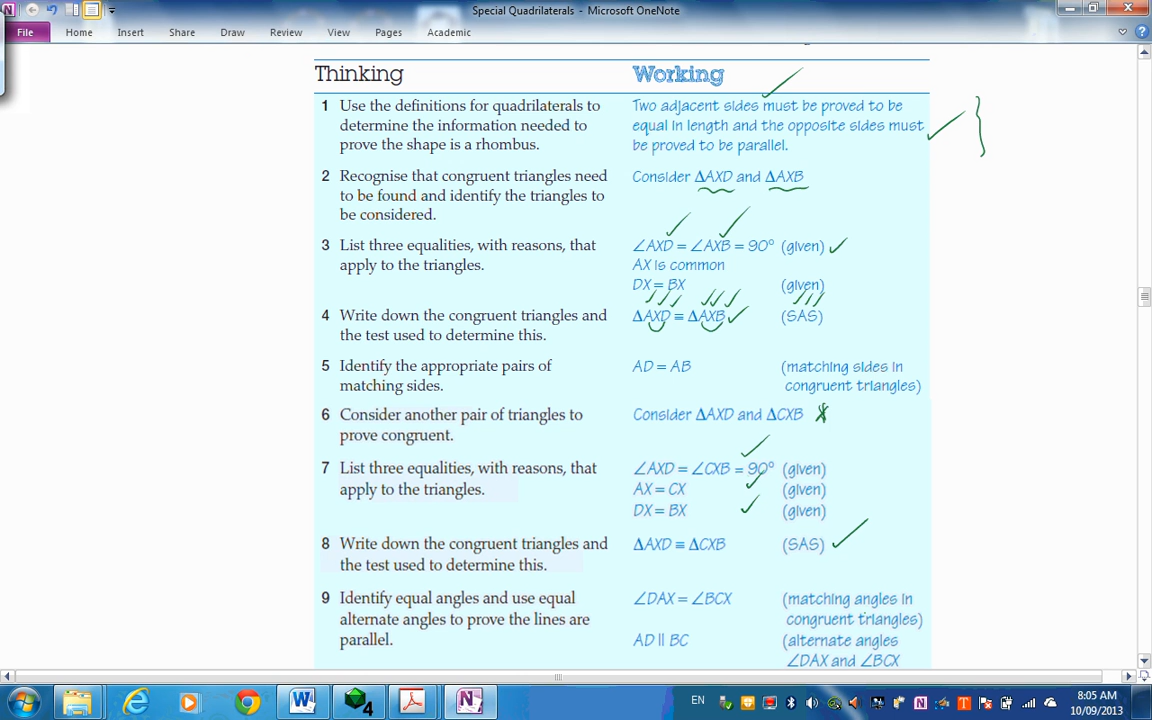 Special Quadrilaterals - Microsoft OneNote
File Home Insert Share Draw Review View Pages Academic
Thinking Working
1 Use the definitions for quadrilaterals to Two adjacent sides must be proved to be
determine the information needed to equal in length and the opposite sides must
prove the shape is a rhombus. be proved to be parallel.
2 Recognise that congruent triangles need Consider ΔAXD and ΔAXB
to be found and identify the triangles to
be considered.
3 List three equalities, with reasons, that ∠AXD = ∠AXB = 90° (given)
apply to the triangles. AX is common
DX = BX (given)
4 Write down the congruent triangles and ΔAXD ≡ ΔAXB (SAS)
the test used to determine this.
5 Identify the appropriate pairs of AD = AB (matching sides in
matching sides. congruent triangles)
6 Consider another pair of triangles to Consider ΔAXD and ΔCXB
prove congruent.
7 List three equalities, with reasons, that ∠AXD = ∠CXB = 90° (given)
apply to the triangles. AX = CX (given)
DX = BX (given)
8 Write down the congruent triangles and ΔAXD ≡ ΔCXB (SAS)
the test used to determine this.
9 Identify equal angles and use equal ∠DAX = ∠BCX (matching angles in
alternate angles to prove the lines are congruent triangles)
parallel. AD || BC (alternate angles
∠DAX and ∠BCX
EN 8:05 AM
10/09/2013